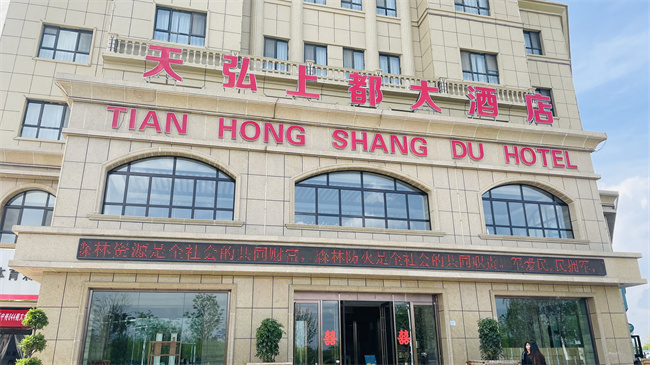 天弘上都大酒店
TIAN HONG SHANG DU HOTEL
森林资源是全社会的共同财富，森林防火是全社会的共同职责。
囍 囍